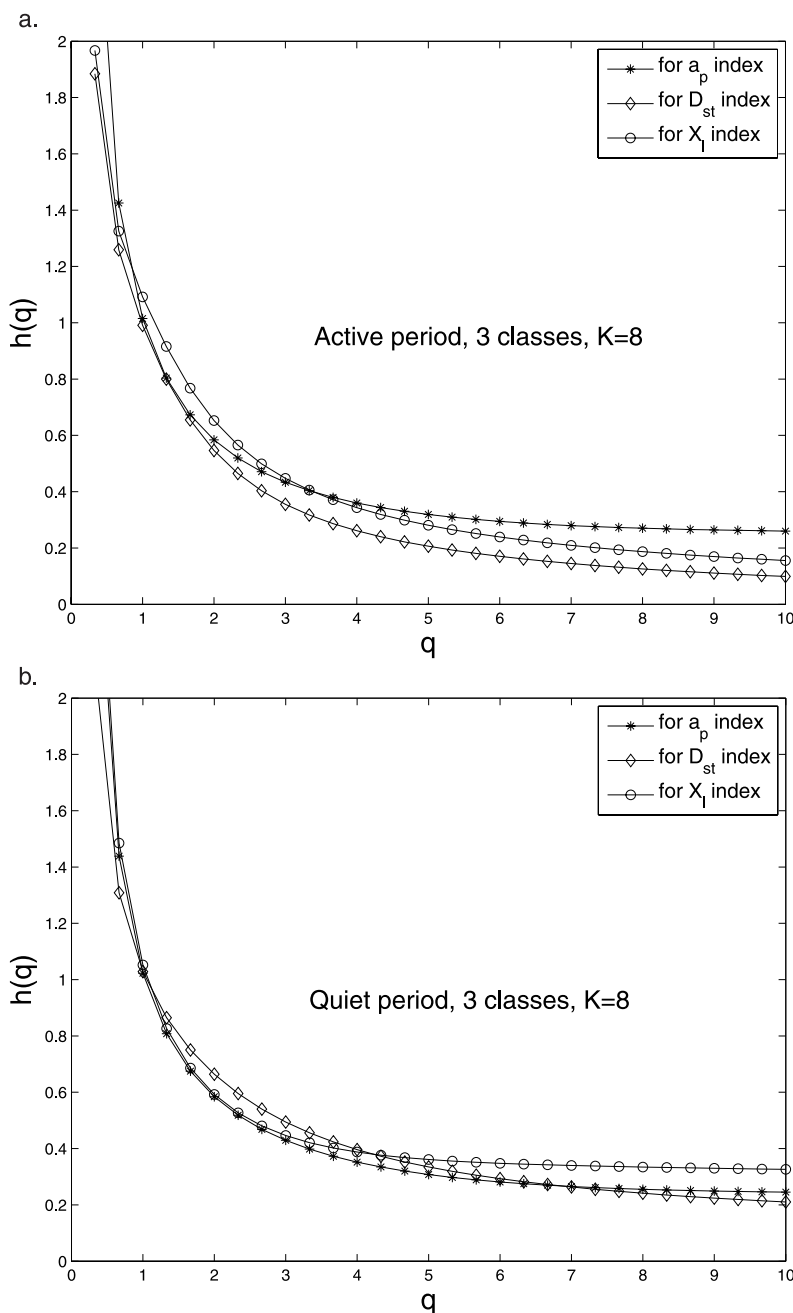 a.
2
1.8
1.6
1.4
1.2
1
0.8
0.6
0.4
0.2
0
h(q)
for a_p index
for D_st index
for X_l index
Active period, 3 classes, K=8
0 1 2 3 4 5 6 7 8 9 10
q
b.
2
1.8
1.6
1.4
1.2
1
0.8
0.6
0.4
0.2
0
h(q)
for a_p index
for D_st index
for X_l index
Quiet period, 3 classes, K=8
0 1 2 3 4 5 6 7 8 9 10
q